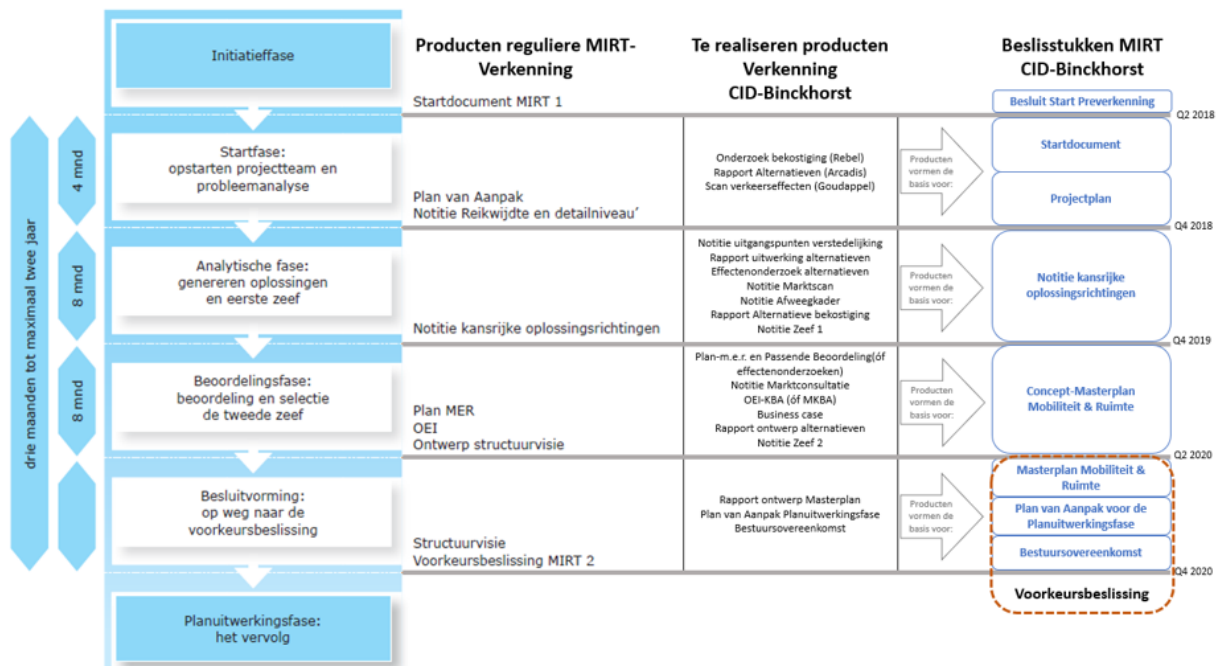 Producten reguliere MIRT-
Verkenning
Te realiseren producten
Verkenning
CID-Binckhorst
Beslisstukken MIRT
CID-Binckhorst
Initiatieffase
Startdocument MIRT 1
Besluit Start Preverkenning
Q2 2018
drie maanden tot maximaal twee jaar
4 mnd
Startfase:
opstarten projectteam en
probleemanalyse
Plan van Aanpak
Notitie Reikwijdte en detailniveau’
Onderzoek bekostiging (Rebel)
Rapport Alternatieven (Arcadis)
Scan verkeerseffecten (Goudappel)
Producten
vormen de
basis voor:
Startdocument
Projectplan
Q4 2018
8 mnd
Analytische fase:
genereren oplossingen
en eerste zeef
Notitie kansrijke oplossingsrichtingen
Notitie uitgangspunten verstedelijking
Rapport uitwerking alternatieven
Effectenonderzoek alternatieven
Notitie Marktscan
Notitie Afweegkader
Rapport Alternatieve bekostiging
Notitie Zeef 1
Producten
vormen de
basis voor:
Notitie kansrijke
oplossingsrichtingen
Q4 2019
8 mnd
Beoordelingsfase:
beoordeling en selectie
de tweede zeef
Plan MER
OEI
Ontwerp structuurvisie
Plan-m.e.r. en Passende Beoordeling(óf
effectenonderzoeken)
Notitie Marktconsultatie
OEI-KBA (óf MKBA)
Business case
Rapport ontwerp alternatieven
Notitie Zeef 2
Producten
vormen de
basis voor:
Concept-Masterplan
Mobiliteit & Ruimte
Q2 2020
Besluitvorming:
op weg naar de
voorkeursbeslissing
Structuurvisie
Voorkeursbeslissing MIRT 2
Rapport ontwerp Masterplan
Plan van Aanpak Planuitwerkingsfase
Bestuursovereenkomst
Producten
vormen de
basis voor:
Masterplan Mobiliteit &
Ruimte
Plan van Aanpak voor de
Planuitwerkingsfase
Bestuursovereenkomst
Q4 2020
Voorkeursbeslissing
Planuitwerkingsfase:
het vervolg